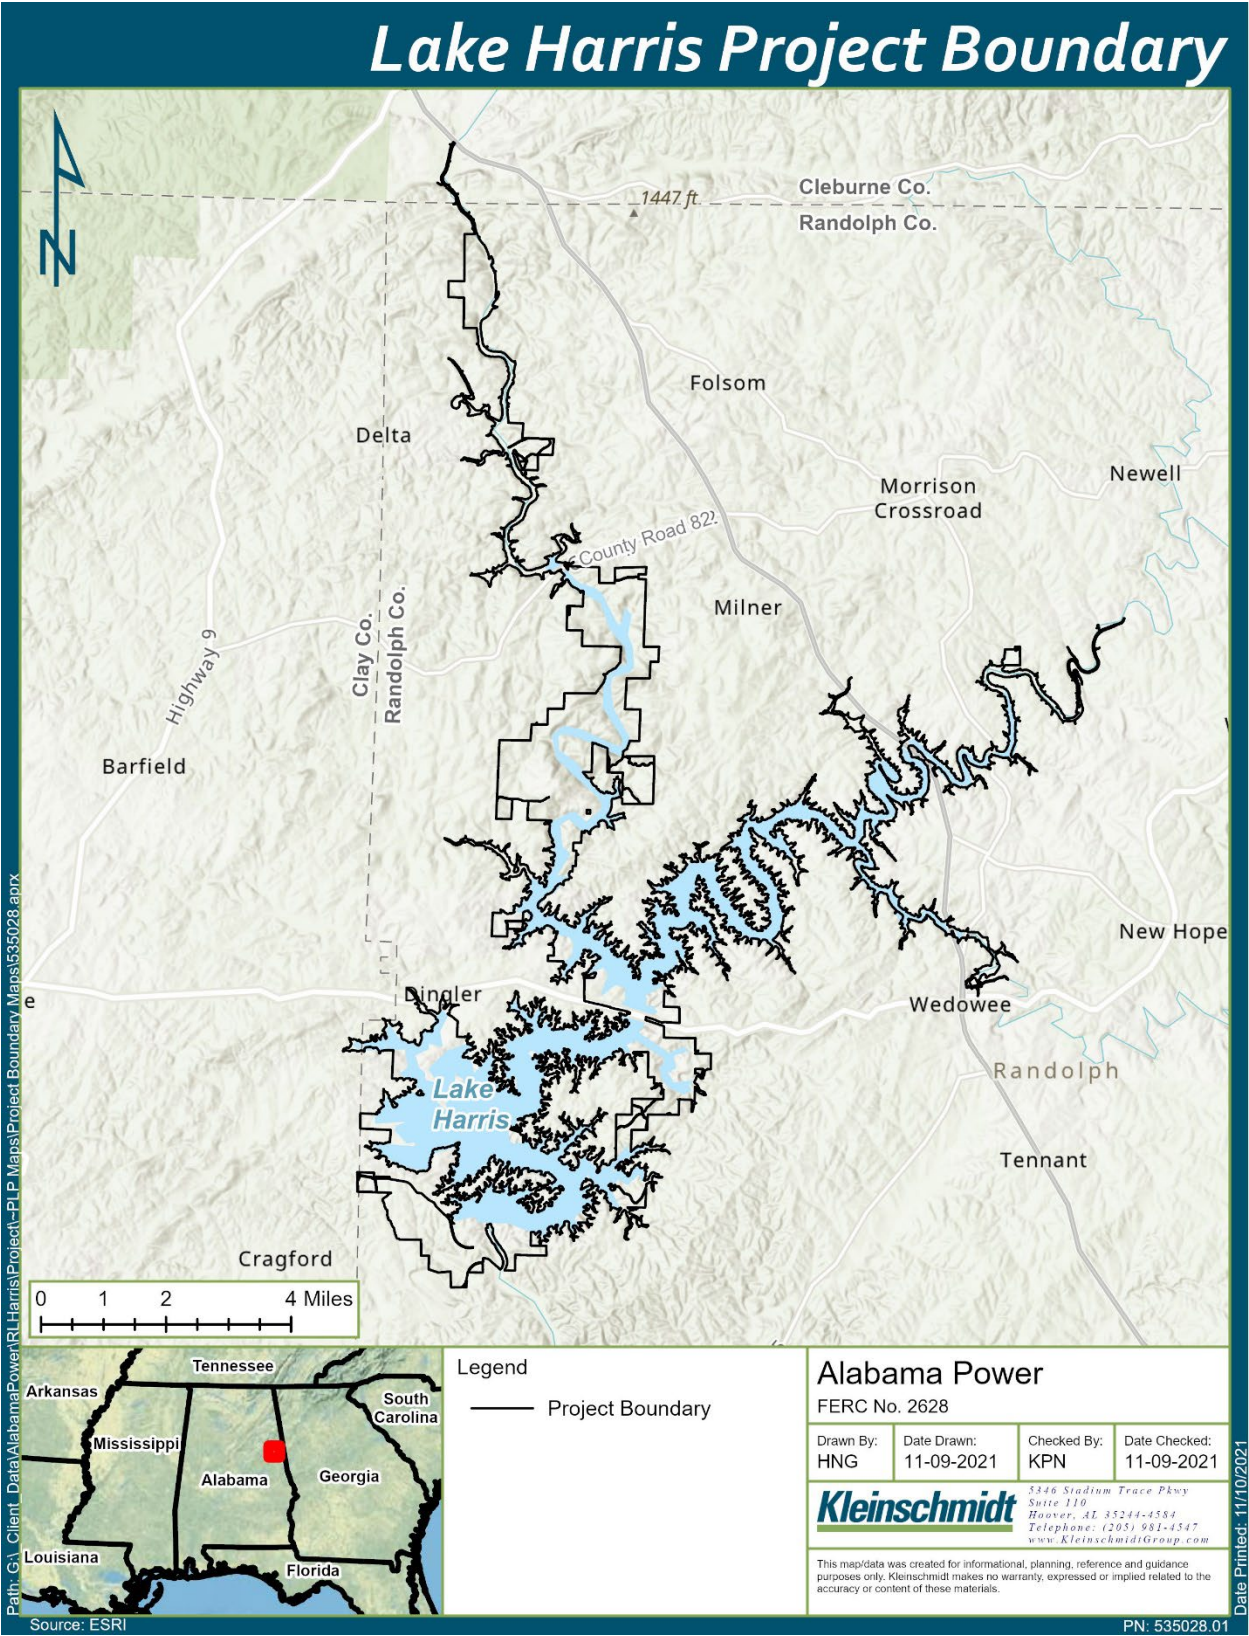 Lake Harris Project Boundary
N
1447 ft
Cleburne Co.
Randolph Co.
Folsom
Delta
Newell
Morrison
Crossroad
County Road 822
Milner
Clay Co.
Randolph Co.
Highway 9
Barfield
New Hope
Dingler
e
Wedowee
Randolph
Lake
Harris
Tennant
Cragford
0 1 2 4 Miles
Tennessee
Arkansas
South
Carolina
Mississippi
Alabama
Georgia
Louisiana
Florida
Legend
Project Boundary
Alabama Power
FERC No. 2628
Drawn By:
HNG
Date Drawn:
11-09-2021
Checked By:
KPN
Date Checked:
11-09-2021
Kleinschmidt
5346 Stadium Trace Pkwy
Suite 110
Hoover, AL 35244-4584
Telephone: (205) 981-4547
www.KleinschmidtGroup.com
This map/data was created for informational, planning, reference and guidance
purposes only. Kleinschmidt makes no warranty, expressed or implied related to the
accuracy or content of these materials.
Path: G:\_Client_Data\AlabamaPower\RLHarris\Project\~PLP Maps\Project Boundary Maps\535028.aprx
Date Printed: 11/10/2021
Source: ESRI
PN: 535028.01